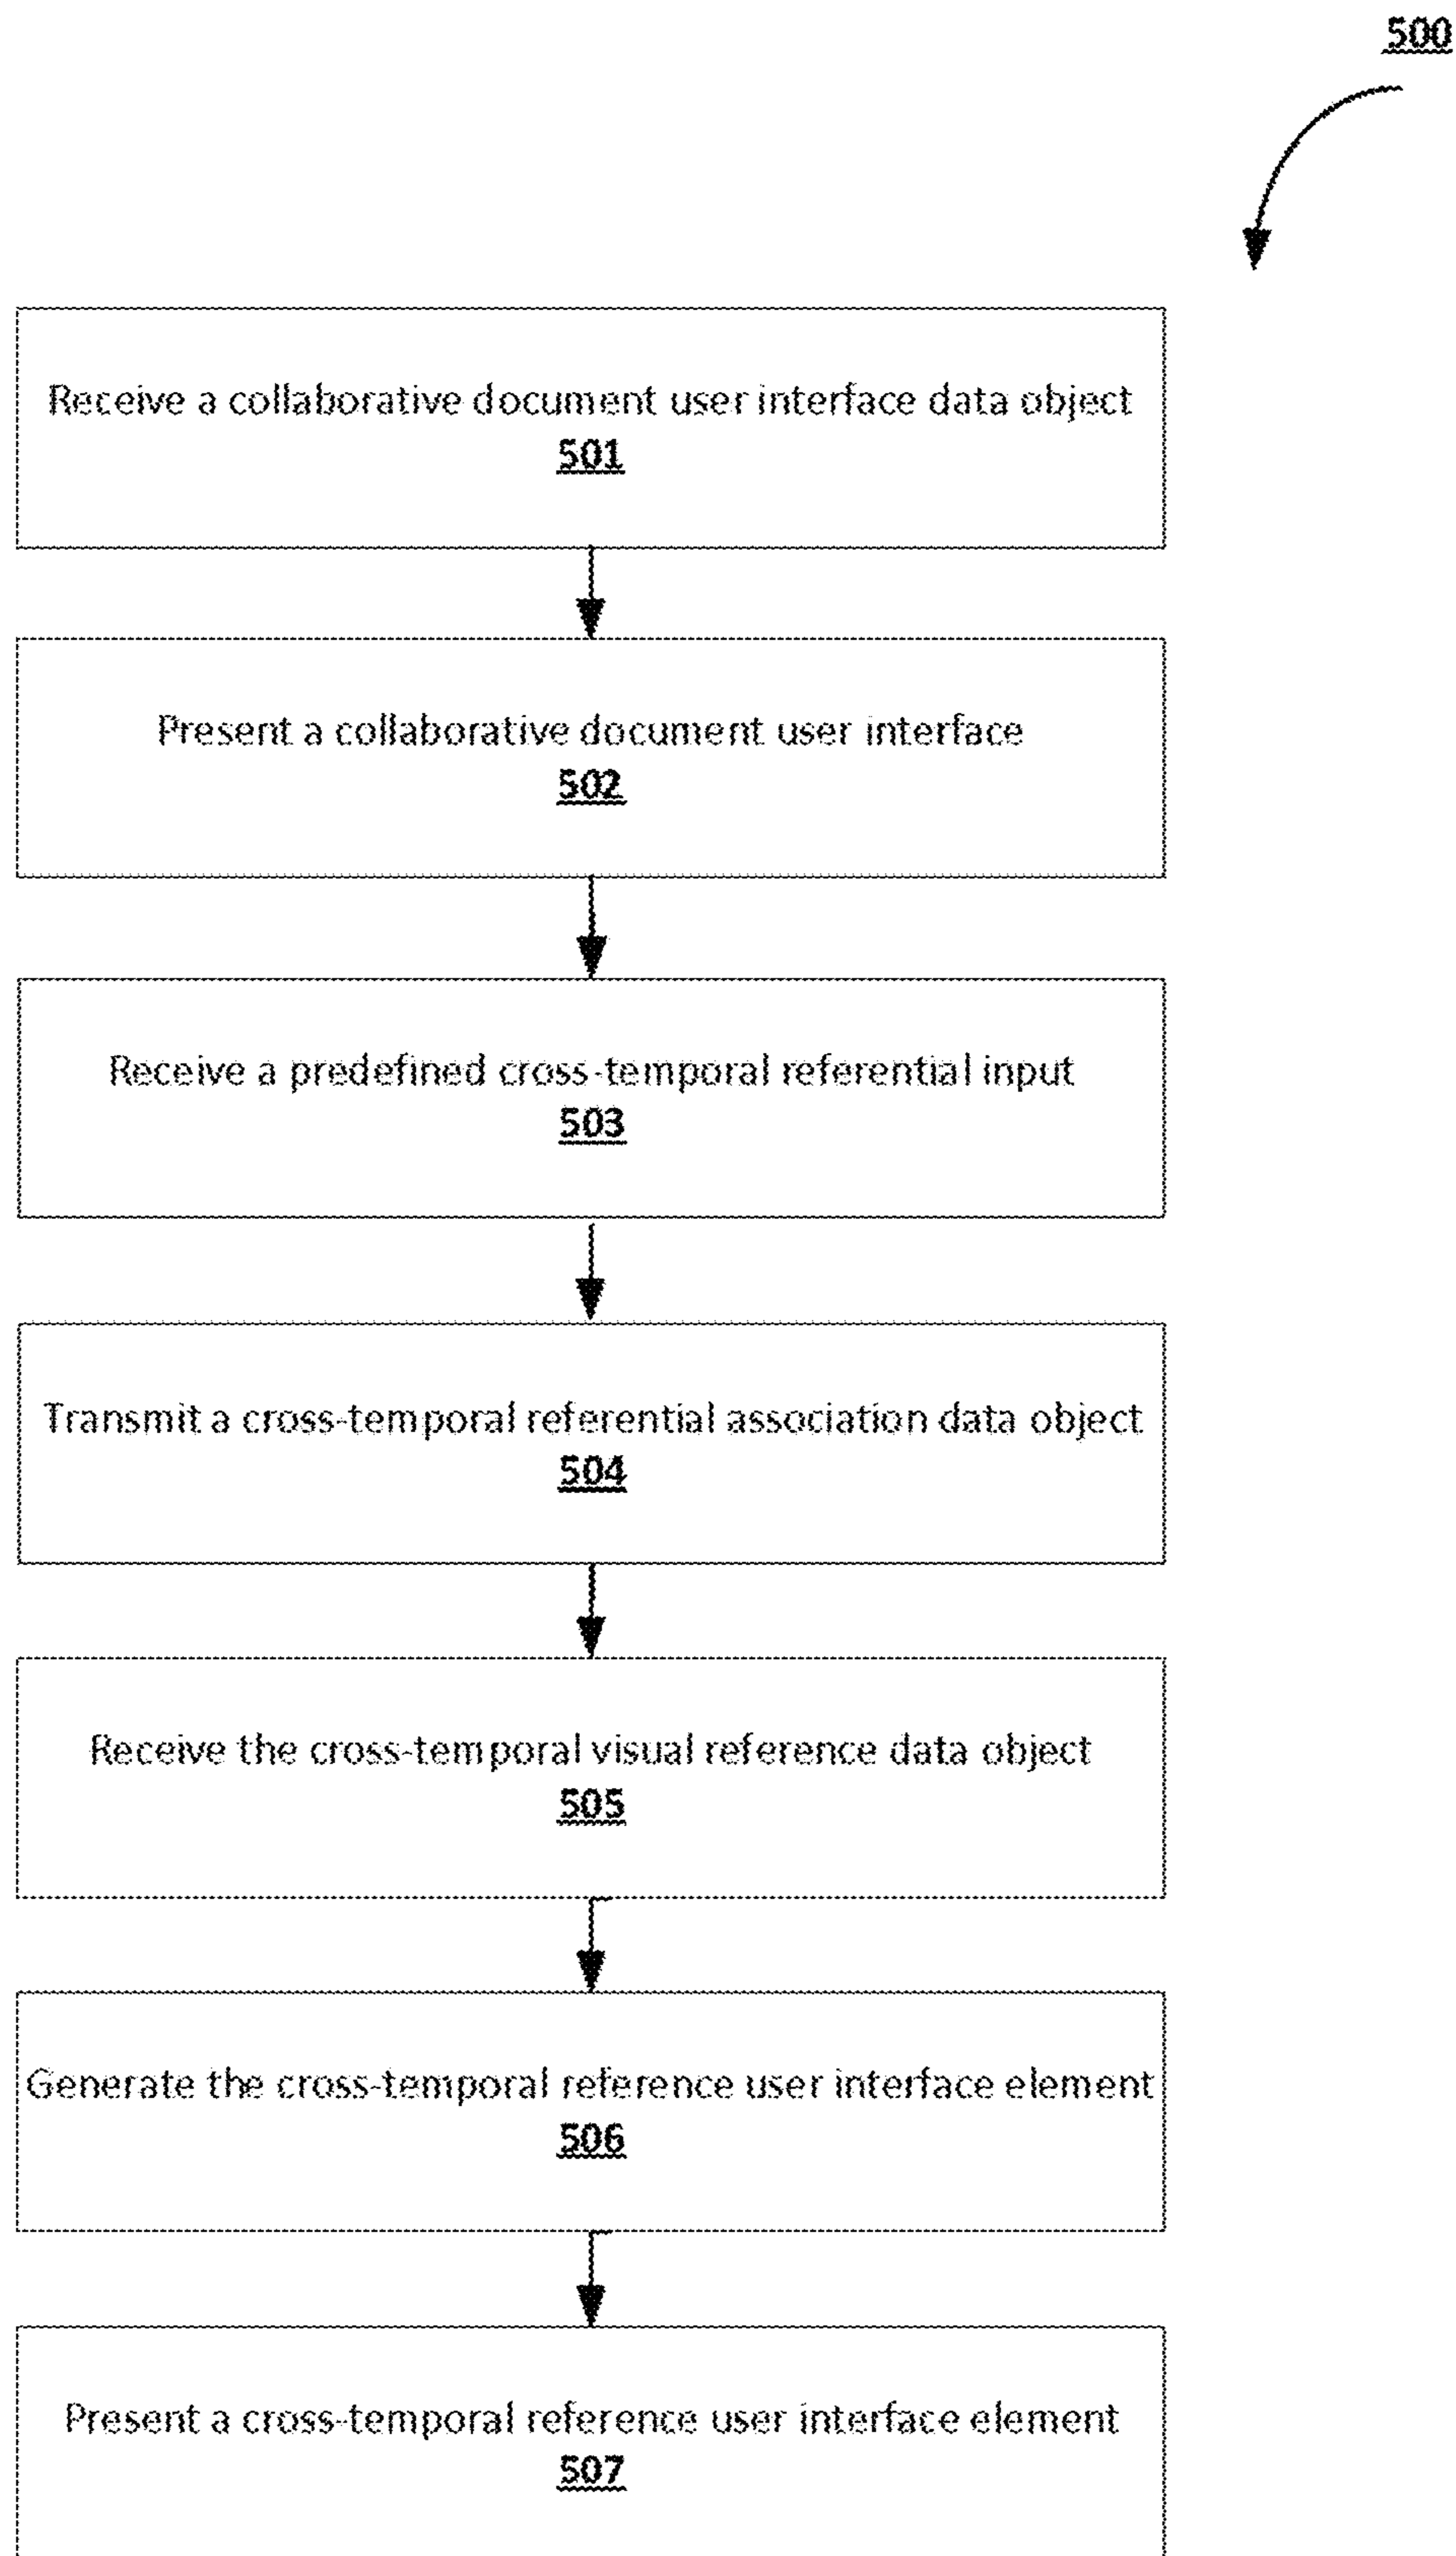 500
Receive a collaborative document user interface data object
501
Present a collaborative document user interface
502
Receive a predefined cross-temporal referential input
503
Transmit a cross-temporal referential association data object
504
Receive the cross-temporal visual reference data object
505
Generate the cross-temporal reference user interface element
506
Present a cross-temporal reference user interface element
507